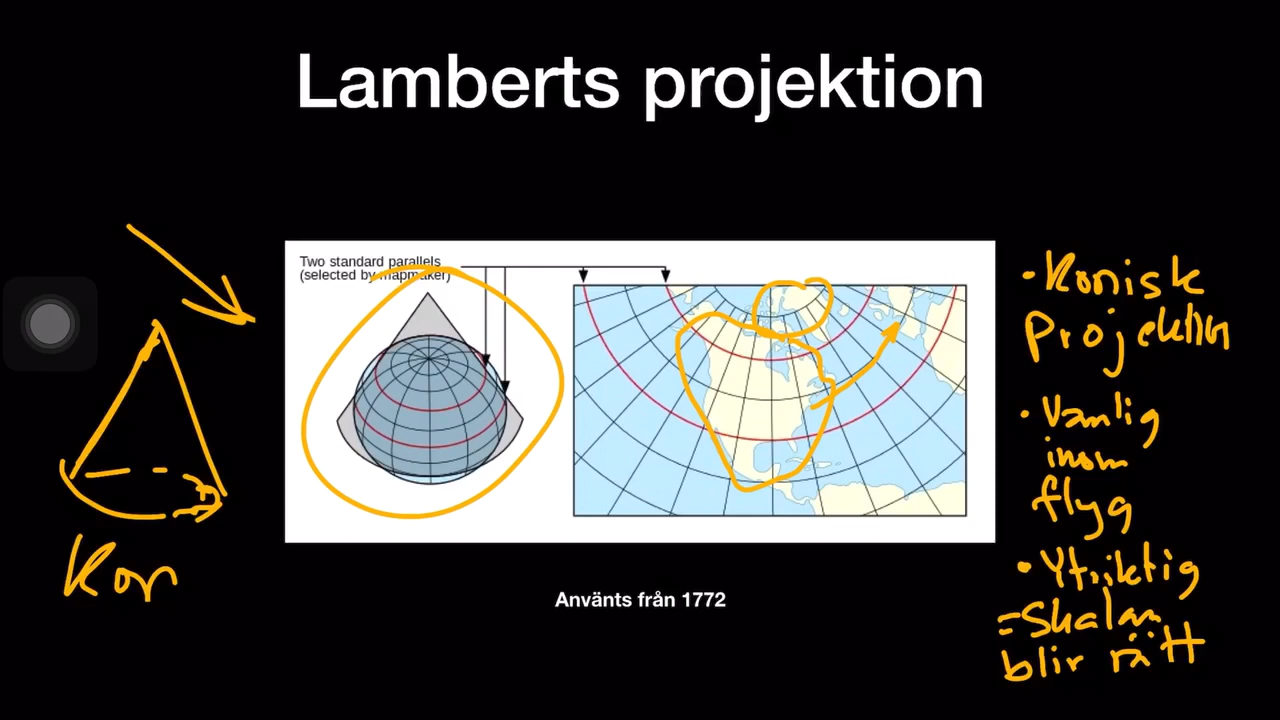 Lamberts projektion
Two standard parallels
(selected by mapmaker)
Kon
• Konisk
Projektion
• Vanlig
inom
flyg
• Ytriktig
= Skalan
blir rätt
Använts från 1772